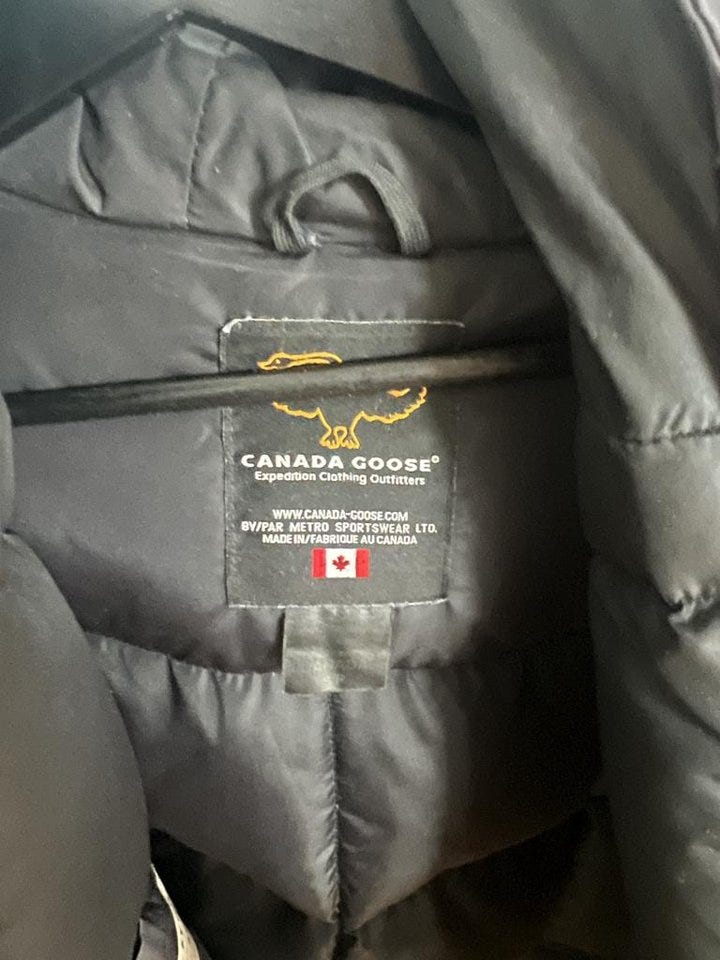 CANADA GOOSE®
Expedition Clothing Outfitters
WWW.CANADA-GOOSE.COM
BY/PAR METRO SPORTSWEAR LTD.
MADE IN/FABRIQUE AU CANADA